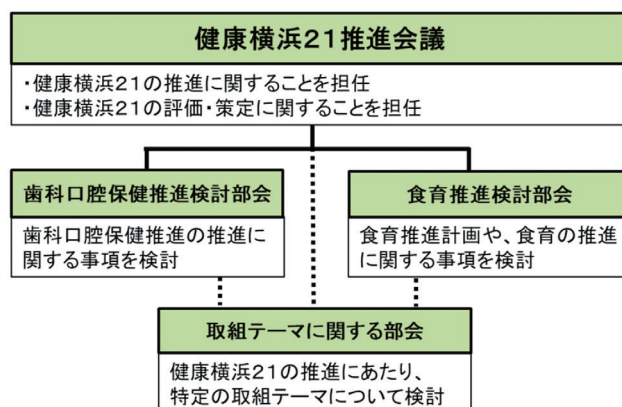 健康横浜21推進会議
・健康横浜21の推進に関することを担任
・健康横浜21の評価・策定に関することを担任
歯科口腔保健推進検討部会
歯科口腔保健推進の推進に
関する事項を検討
食育推進検討部会
食育推進計画や、食育の推進
に関する事項を検討
取組テーマに関する部会
健康横浜21の推進にあたり、
特定の取組テーマについて検討